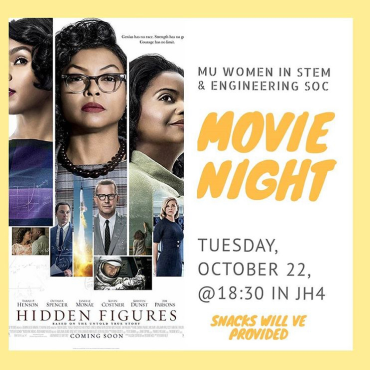 Genius has no race. Strength has no gender.
Courage has no limit.
TARAJI P. HENSON
OCTAVIA SPENCER
JANELLE MONÁE
KEVIN COSTNER
KIRSTEN DUNST
JIM PARSONS
HIDDEN FIGURES
BASED ON THE UNTOLD TRUE STORY
COMING SOON
MU WOMEN IN STEM
& ENGINEERING SOC
MOVIE
NIGHT
TUESDAY,
OCTOBER 22,
@18:30 IN JH4
SNACKS WILL VE
PROVIDED